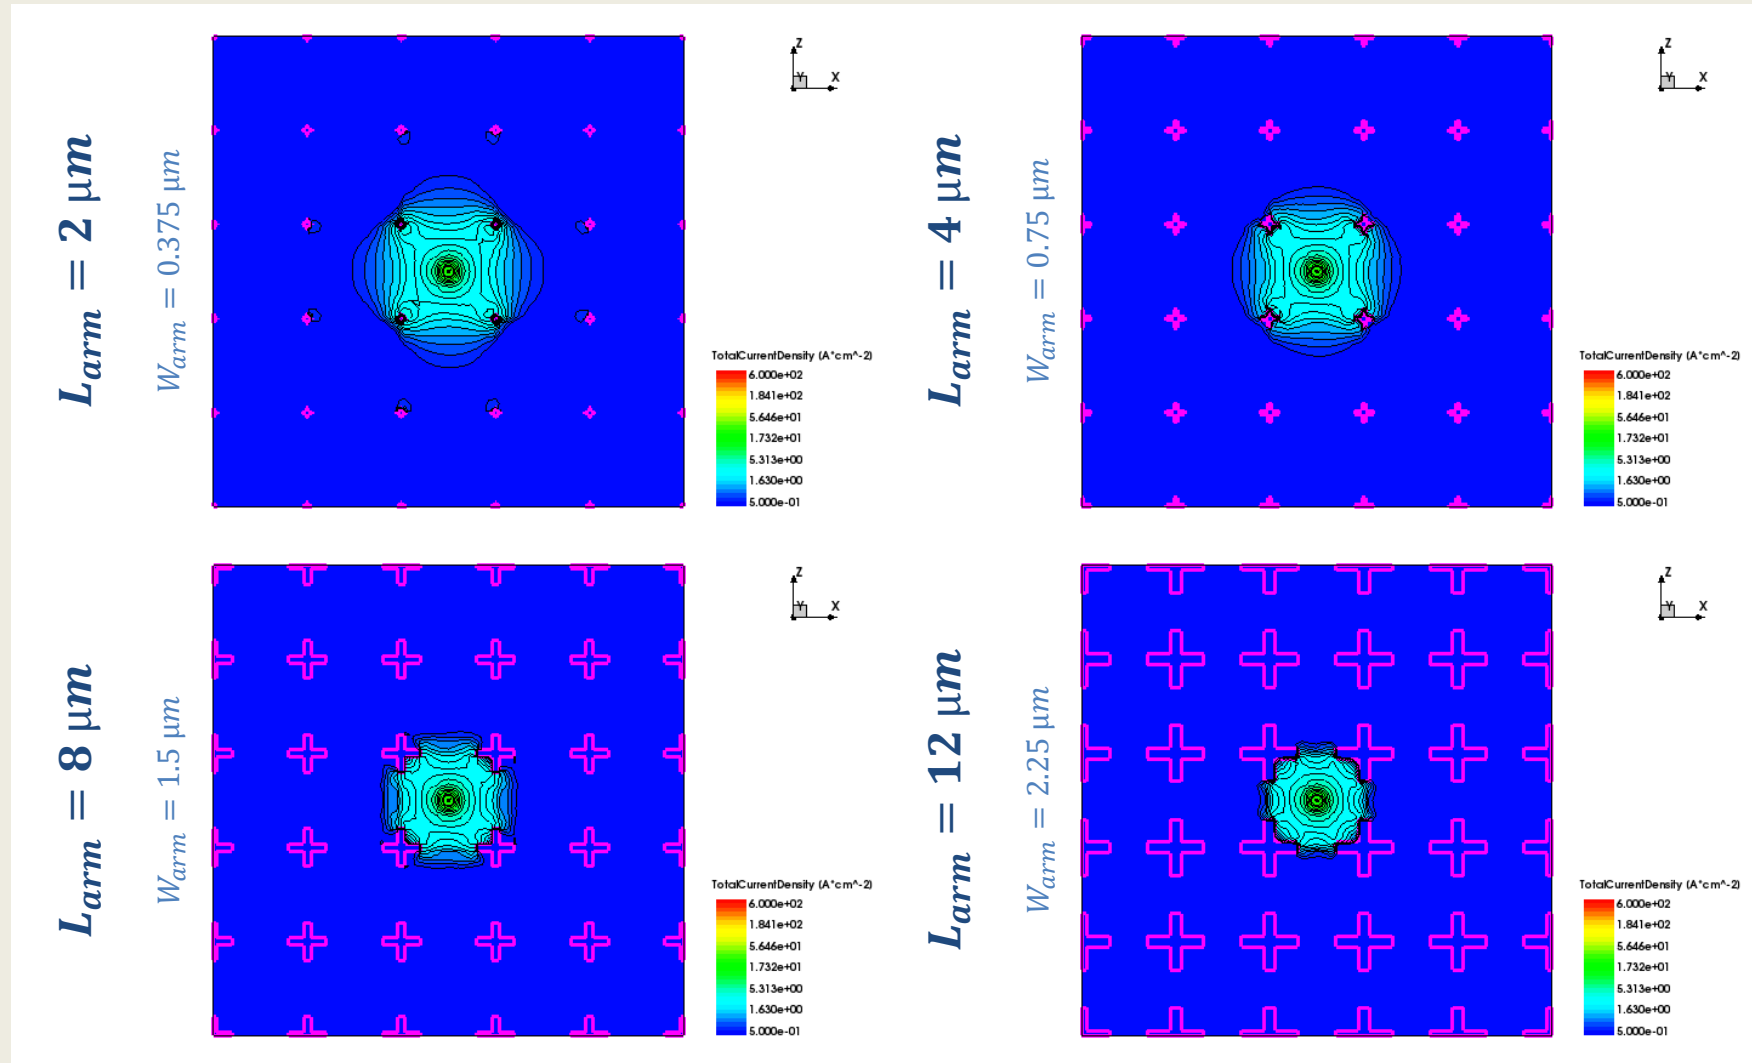 L_arm = 2 μm
W_arm = 0.375 μm
Z
Y
X
TotalCurrentDensity (A*cm^-2)
6.000e+02
1.841e+02
5.646e+01
1.732e+01
5.313e+00
1.630e+00
5.000e-01
L_arm = 4 μm
W_arm = 0.75 μm
Z
Y
X
TotalCurrentDensity (A*cm^-2)
6.000e+02
1.841e+02
5.646e+01
1.732e+01
5.313e+00
1.630e+00
5.000e-01
L_arm = 8 μm
W_arm = 1.5 μm
Z
Y
X
TotalCurrentDensity (A*cm^-2)
6.000e+02
1.841e+02
5.646e+01
1.732e+01
5.313e+00
1.630e+00
5.000e-01
L_arm = 12 μm
W_arm = 2.25 μm
Z
Y
X
TotalCurrentDensity (A*cm^-2)
6.000e+02
1.841e+02
5.646e+01
1.732e+01
5.313e+00
1.630e+00
5.000e-01